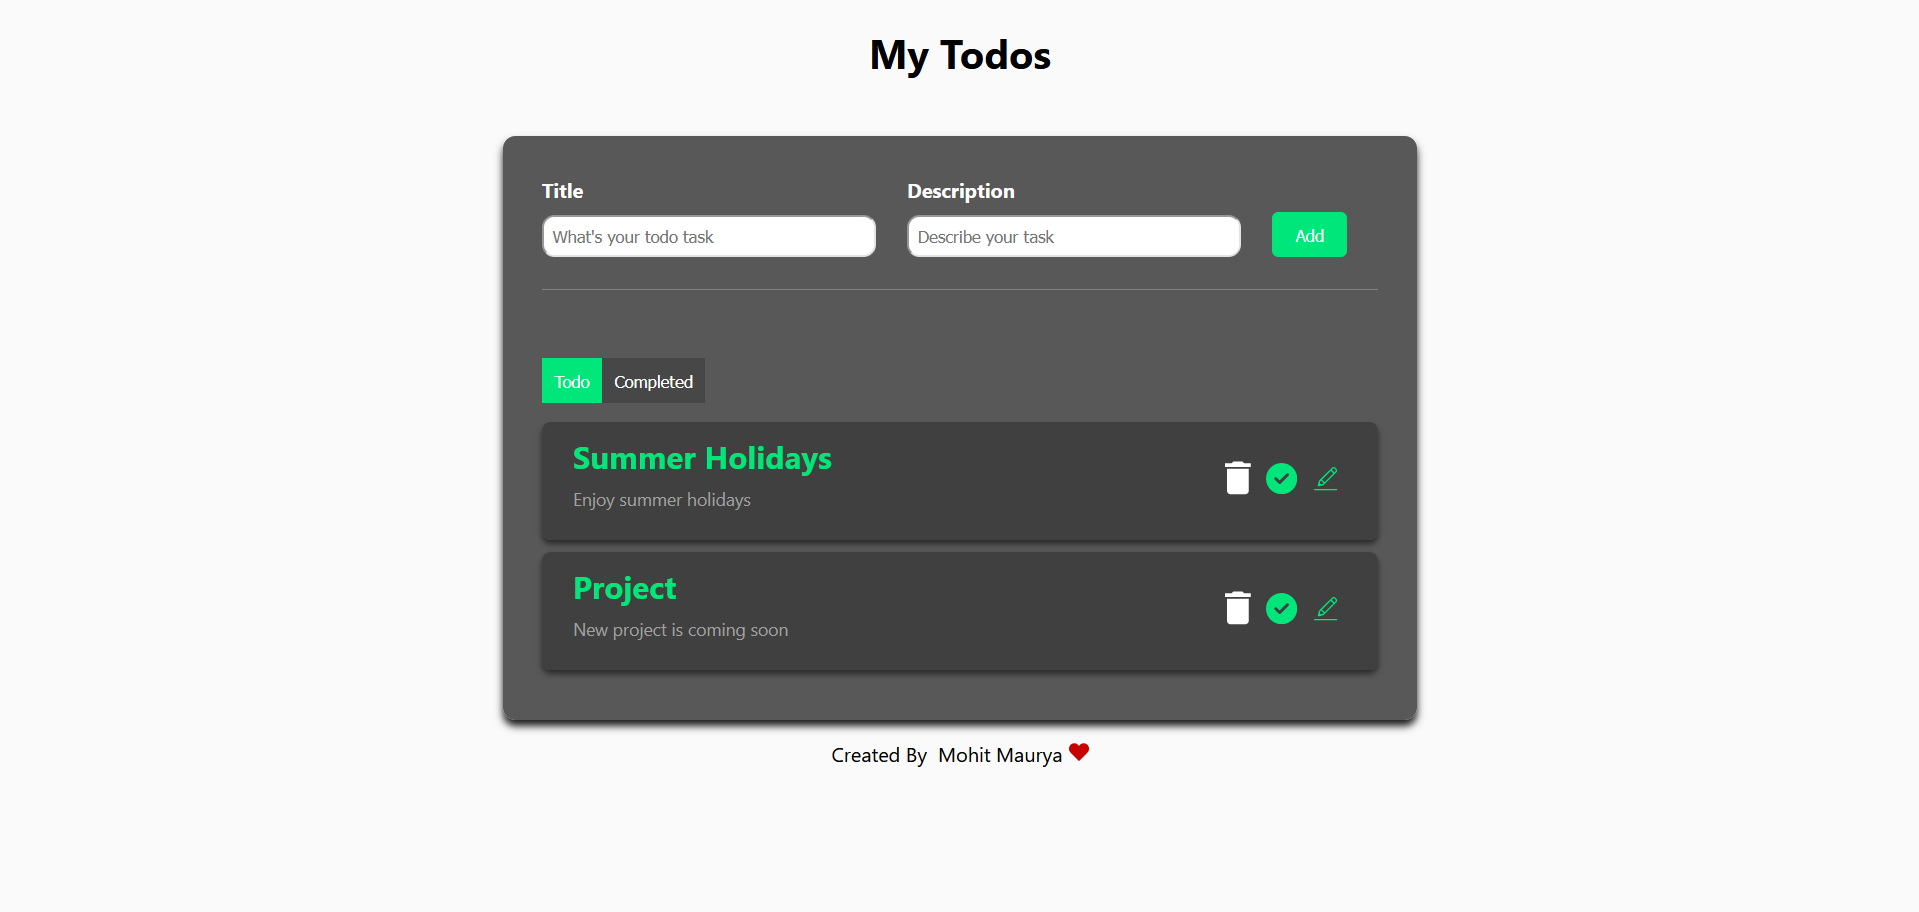 My Todos
Title Description
What's your todo task Describe your task Add
Todo Completed
Summer Holidays
Enjoy summer holidays
Project
New project is coming soon
Created By Mohit Maurya